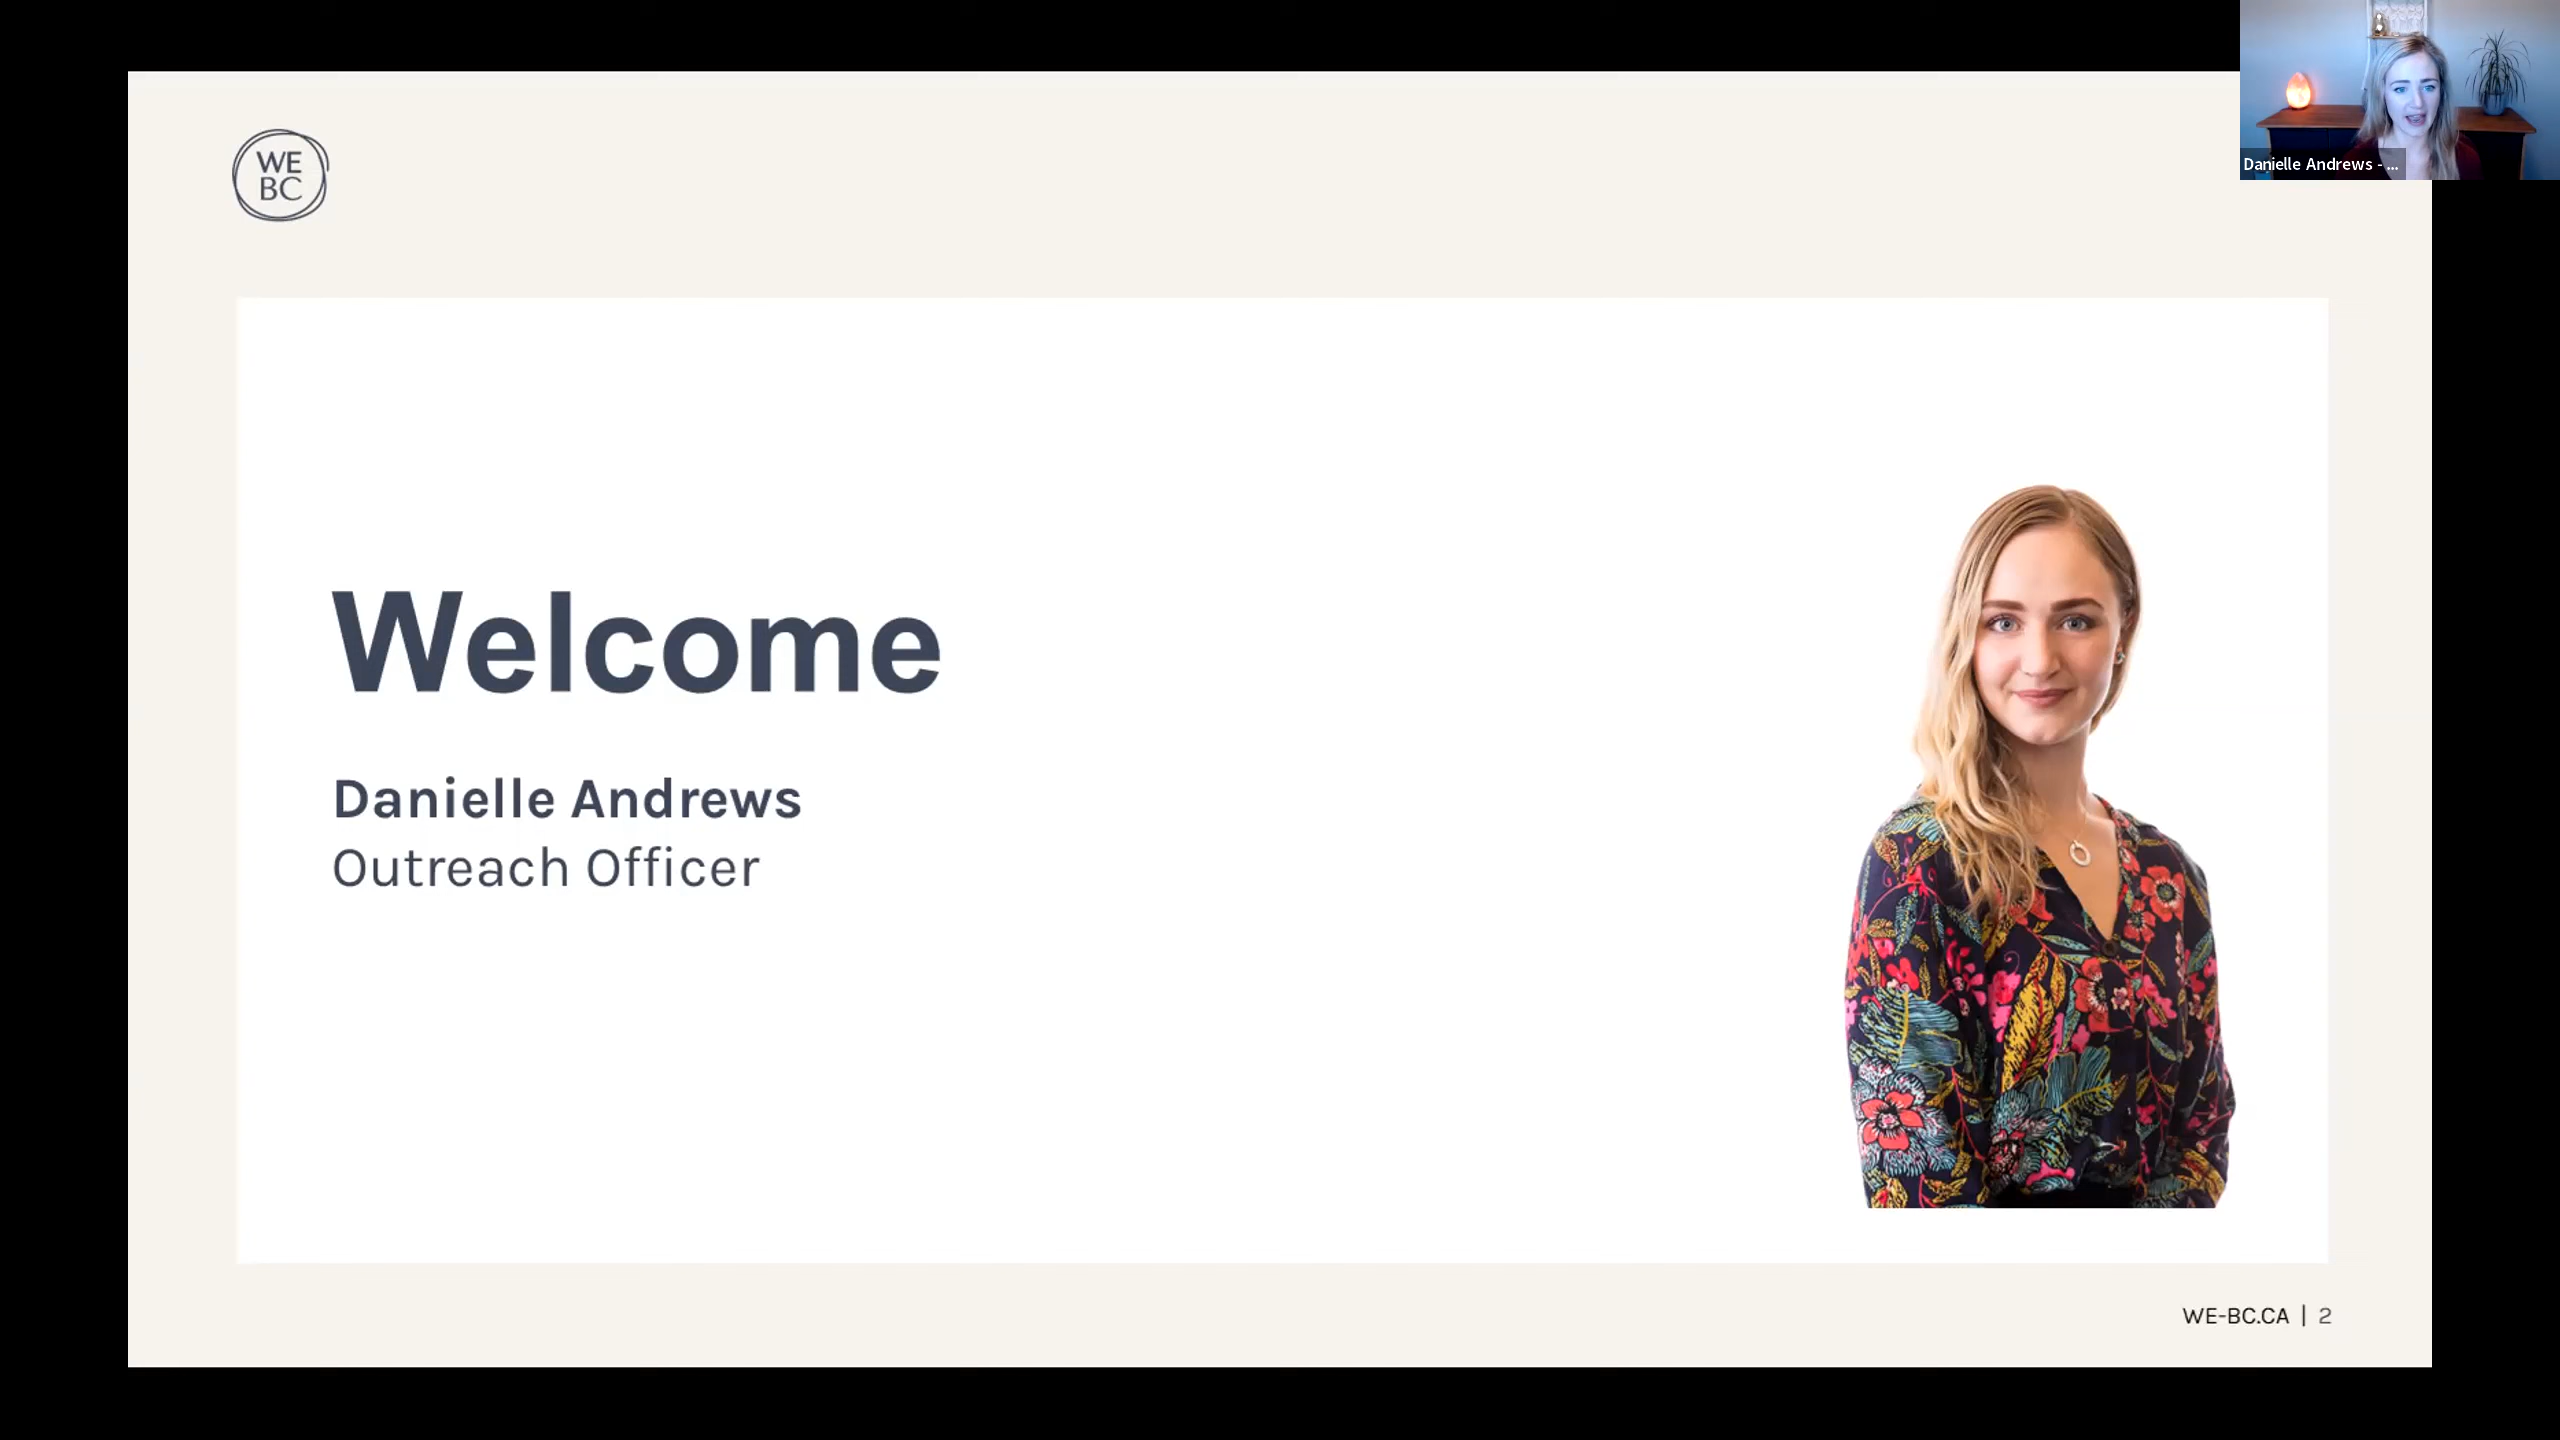 WE
BC
Danielle Andrews - ...
Welcome
Danielle Andrews
Outreach Officer
WE-BC.CA | 2